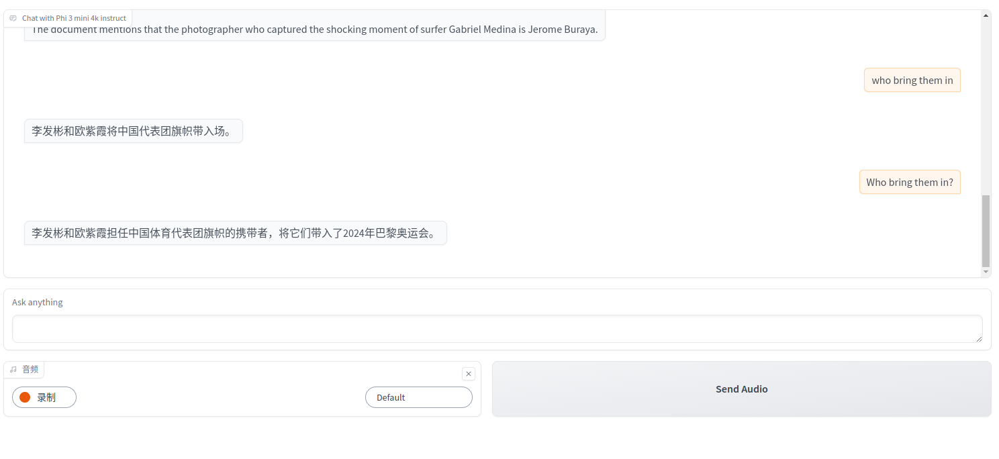 Chat with Phi 3 mini 4k instruct
The document mentions that the photographer who captured the shocking moment of surfer Gabriel Medina is Jerome Buraya.
who bring them in
李发彬和欧紫霞将中国代表团旗帜带入场。
Who bring them in?
李发彬和欧紫霞担任中国体育代表团旗帜的携带者，将它们带入了2024年巴黎奥运会。
Ask anything
音频
录制
Default
Send Audio